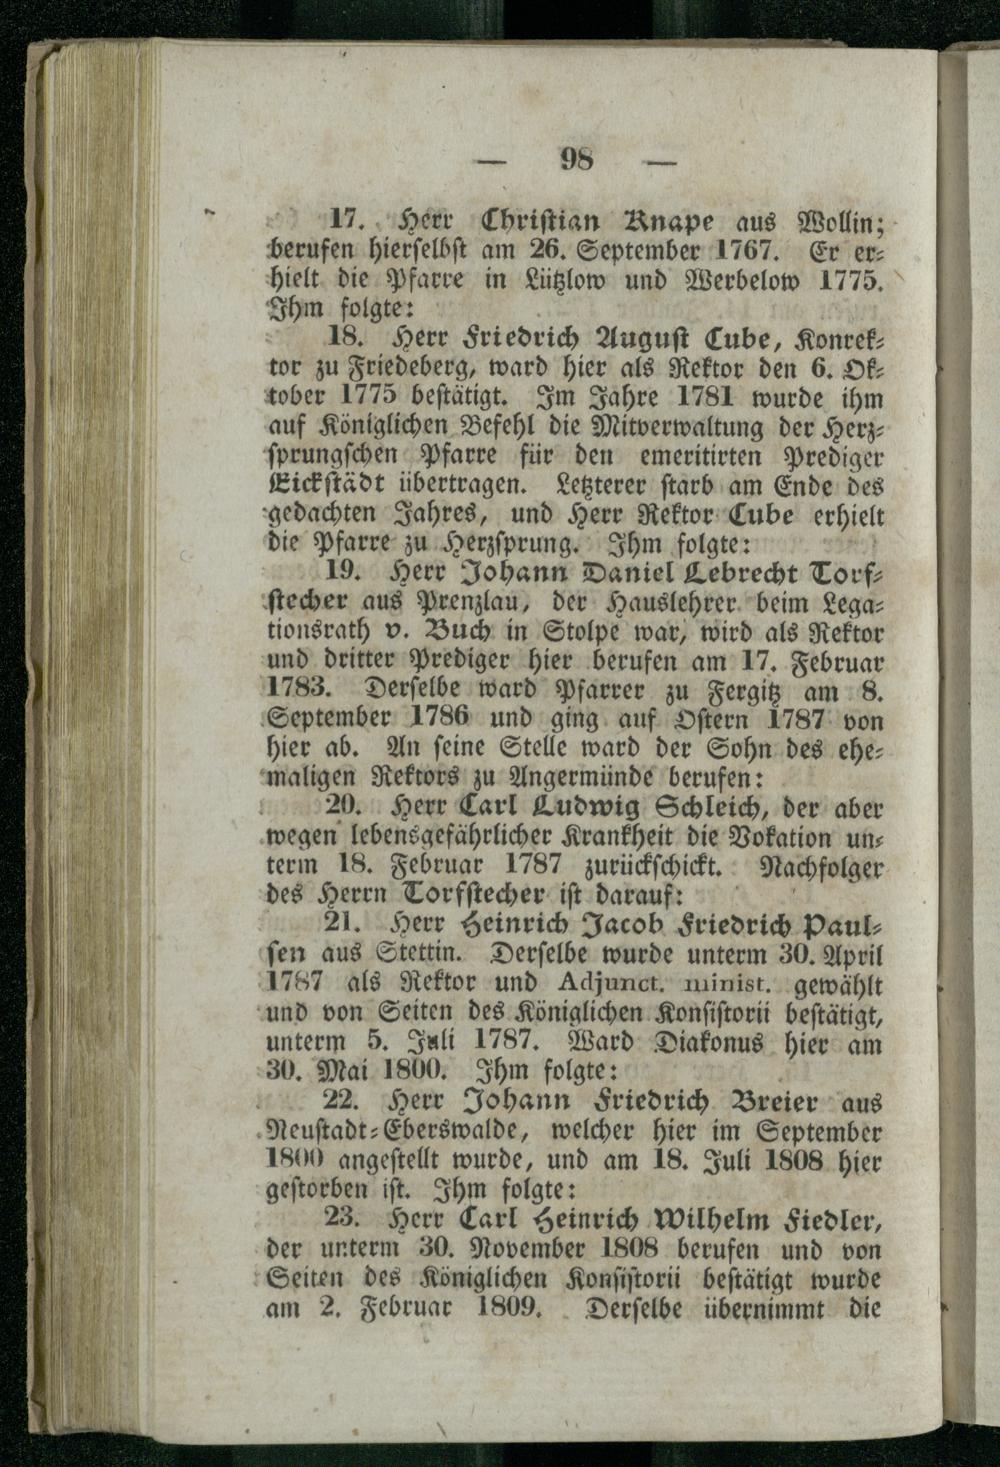 — 98 —
17. Herr Christian Knape aus Wollin;
berufen hierselbst am 26. September 1767. Er er-
hielt die Pfarre in Lützlow und Werbelow 1775.
Ihm folgte:
18. Herr Friedrich August Cube, Konrek-
tor zu Friedeberg, ward hier als Rektor den 6. Ok-
tober 1775 bestätigt. Im Jahre 1781 wurde ihm
auf Königlichen Befehl die Mitverwaltung der Herz-
sprungschen Pfarre für den emeritirten Prediger
Eickstädt übertragen. Letzterer starb am Ende des
gedachten Jahres, und Herr Rektor Cube erhielt
die Pfarre zu Herzsprung. Ihm folgte:
19. Herr Johann Daniel Lebrecht Torf-
stecher aus Prenzlau, der Hauslehrer beim Lega-
tionsrath v. Buch in Stolpe war, wird als Rektor
und dritter Prediger hier berufen am 17. Februar
1783. Derselbe ward Pfarrer zu Fergitz am 8.
September 1786 und ging auf Ostern 1787 von
hier ab. An seine Stelle ward der Sohn des ehe-
maligen Rektors zu Angermünde berufen:
20. Herr Carl Ludwig Schleich, der aber
wegen lebensgefährlicher Krankheit die Vokation un-
term 18. Februar 1787 zurückschickt. Nachfolger
des Herrn Torfstecher ist darauf:
21. Herr Heinrich Jacob Friedrich Paul-
sen aus Stettin. Derselbe wurde unterm 30. April
1787 als Rektor und Adjunct. minist. gewählt
und von Seiten des Königlichen Konsistorii bestätigt,
unterm 5. Juli 1787. Ward Diakonus hier am
30. Mai 1800. Ihm folgte:
22. Herr Johann Friedrich Breier aus
Neustadt-Eberswalde, welcher hier im September
1800 angestellt wurde, und am 18. Juli 1808 hier
gestorben ist. Ihm folgte:
23. Herr Carl Heinrich Wilhelm Fiedler,
der unterm 30. November 1808 berufen und von
Seiten des Königlichen Konsistorii bestätigt wurde
am 2. Februar 1809. Derselbe übernimmt die